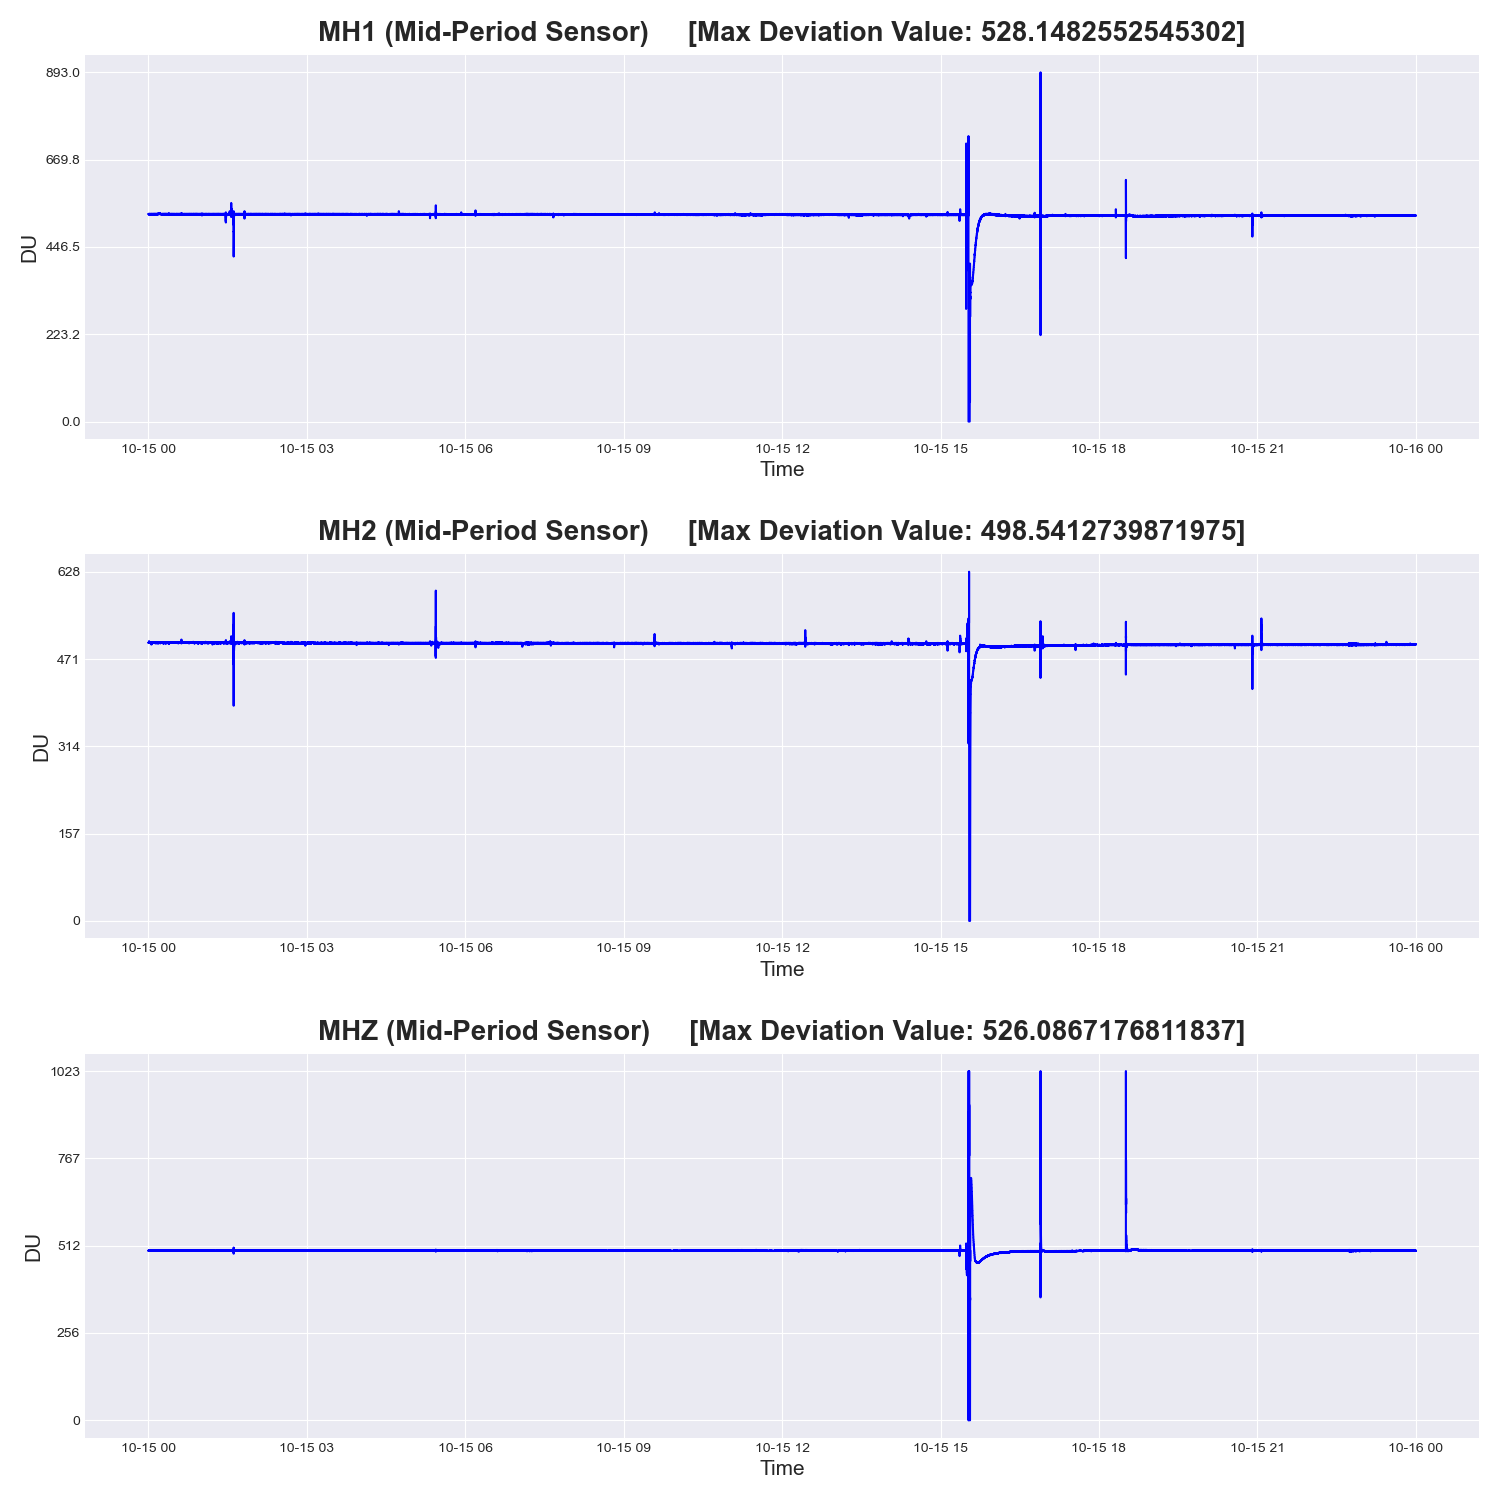 MH1 (Mid-Period Sensor) [Max Deviation Value: 528.1482552545302]
893.0
669.8
446.5
223.2
0.0
DU
10-15 00 10-15 03 10-15 06 10-15 09 10-15 12 10-15 15 10-15 18 10-15 21 10-16 00
Time
MH2 (Mid-Period Sensor) [Max Deviation Value: 498.5412739871975]
628
471
314
157
0
DU
10-15 00 10-15 03 10-15 06 10-15 09 10-15 12 10-15 15 10-15 18 10-15 21 10-16 00
Time
MHZ (Mid-Period Sensor) [Max Deviation Value: 526.0867176811837]
1023
767
512
256
0
DU
10-15 00 10-15 03 10-15 06 10-15 09 10-15 12 10-15 15 10-15 18 10-15 21 10-16 00
Time